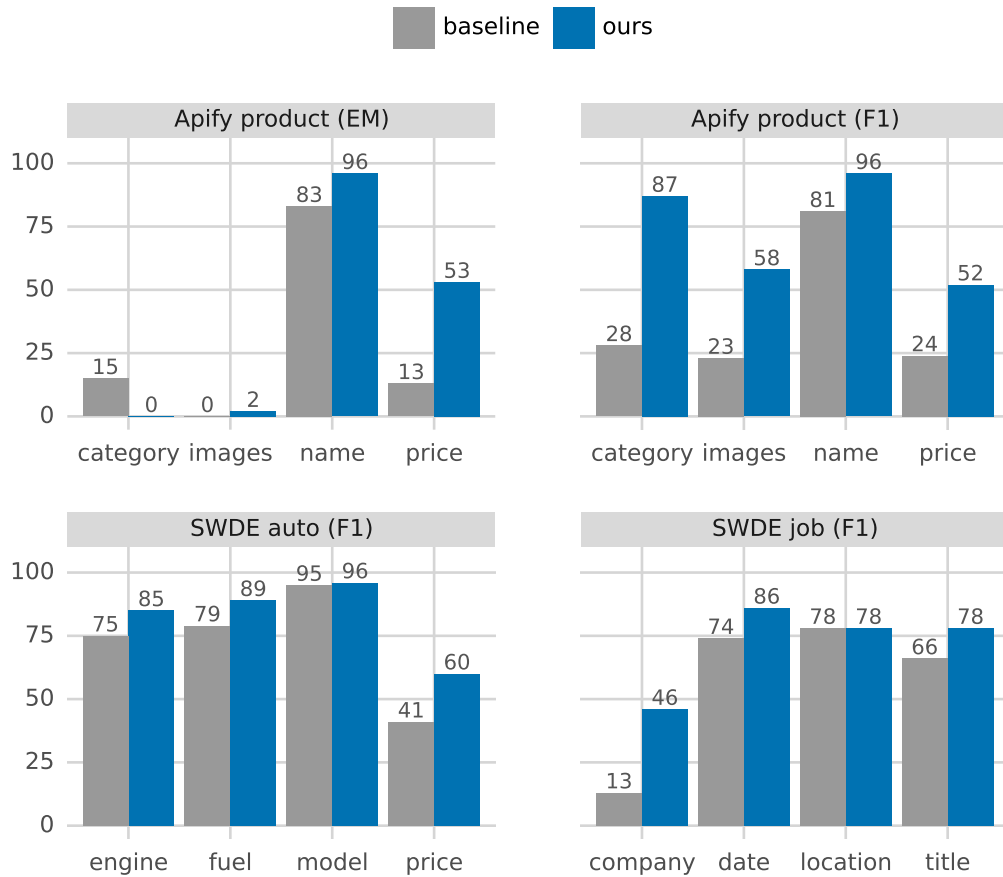 baseline ours
Apify product (EM)
100
75
50
25
0
15 0 0 2 83 96 13 53
category images name price
Apify product (F1)
28 87 23 58 81 96 24 52
category images name price
SWDE auto (F1)
100
75
50
25
0
75 85 79 89 95 96 41 60
engine fuel model price
SWDE job (F1)
13 46 74 86 78 78 66 78
company date location title